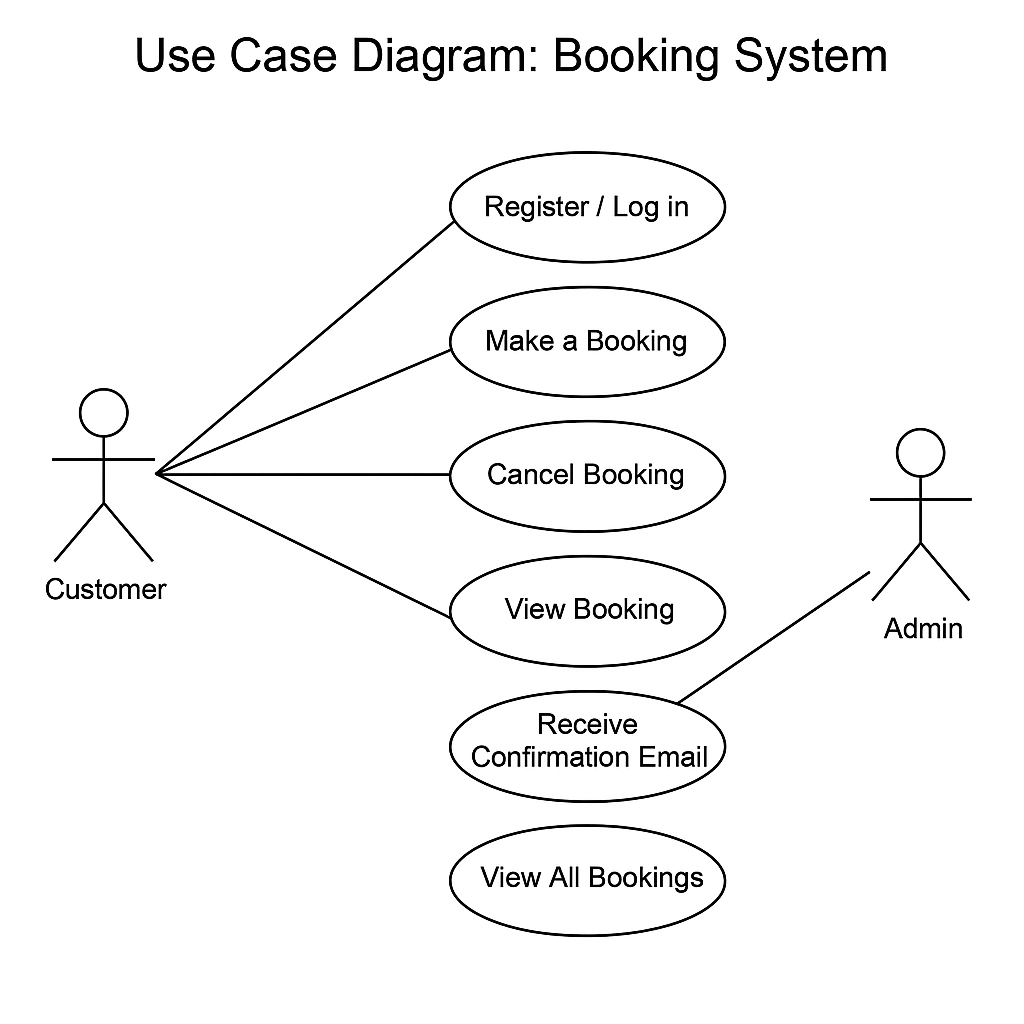 Use Case Diagram: Booking System
Register / Log in
Make a Booking
Cancel Booking
Customer
View Booking
Admin
Receive
Confirmation Email
View All Bookings